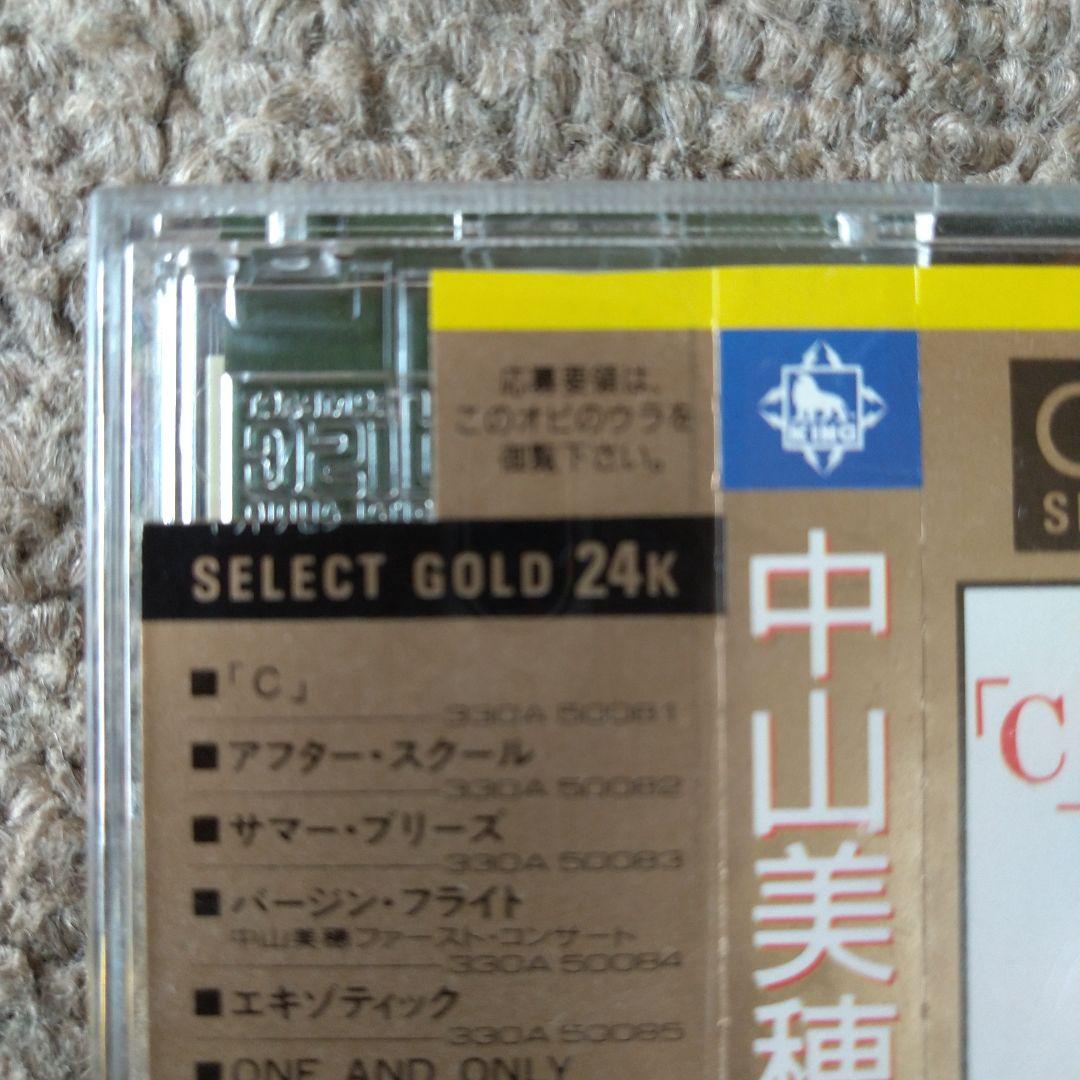 応募要領は、
このオビのウラを
御覧下さい。
SELECT GOLD 24K
■「C」
330A 50081
■アフター・スクール
330A 50082
■サマー・ブリーズ
330A 50083
■バージン・フライト
中山美穂ファースト・コンサート
330A 50084
■エキゾティック
330A 50085
■ONE AND ONLY
KING
中山美穂
「C」